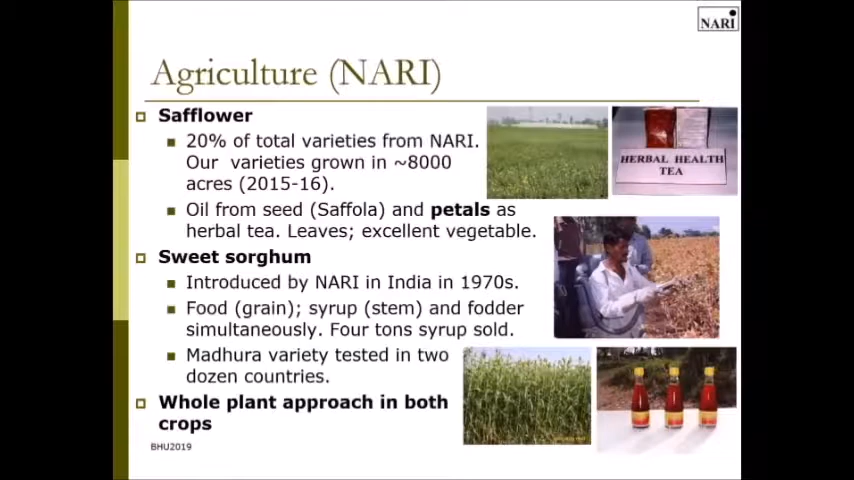 NARI
Agriculture (NARI)
Safflower
20% of total varieties from NARI.
Our varieties grown in ~8000
acres (2015-16).
Oil from seed (Saffola) and petals as
herbal tea. Leaves; excellent vegetable.
HERBAL HEALTH
TEA
Sweet sorghum
Introduced by NARI in India in 1970s.
Food (grain); syrup (stem) and fodder
simultaneously. Four tons syrup sold.
Madhura variety tested in two
dozen countries.
Whole plant approach in both
crops
BHU2019